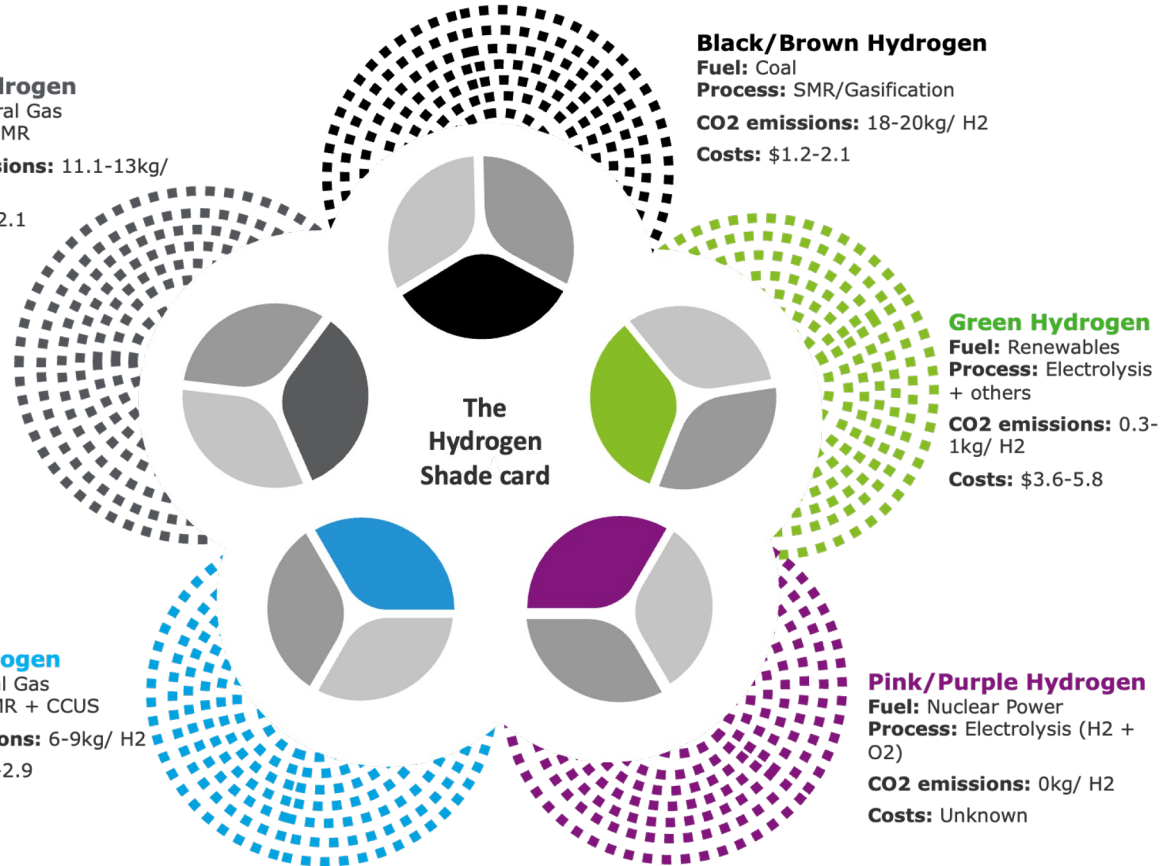 Black/Brown Hydrogen
Fuel: Coal
Process: SMR/Gasification
CO2 emissions: 18-20kg/ H2
Costs: $1.2-2.1
drogen
ral Gas
MR
sions: 11.1-13kg/
2.1
Green Hydrogen
Fuel: Renewables
Process: Electrolysis
+ others
CO2 emissions: 0.3-
1kg/ H2
Costs: $3.6-5.8
The
Hydrogen
Shade card
ogen
al Gas
MR + CCUS
ons: 6-9kg/ H2
-2.9
Pink/Purple Hydrogen
Fuel: Nuclear Power
Process: Electrolysis (H2 +
O2)
CO2 emissions: 0kg/ H2
Costs: Unknown